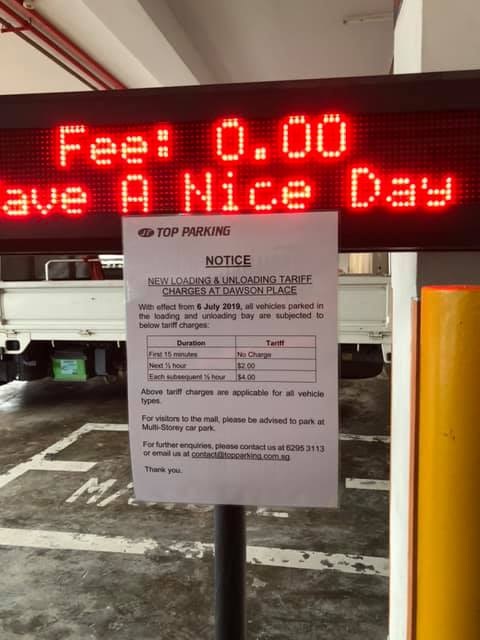 Fee: 0.00
ave A Nice Day
JT TOP PARKING
NOTICE
NEW LOADING & UNLOADING TARIFF
CHARGES AT DAWSON PLACE
With effect from 6 July 2019, all vehicles parked in
the loading and unloading bay are subjected to
below tariff charges:
Duration Tariff
First 15 minutes No Charge
Next ½ hour $2.00
Each subsequent ½ hour $4.00
Above tariff charges are applicable for all vehicle
types.
For visitors to the mall, please be advised to park at
Multi-Storey car park.
For further enquiries, please contact us at 6295 3113
or email us at contact@topparking.com.sg
Thank you.